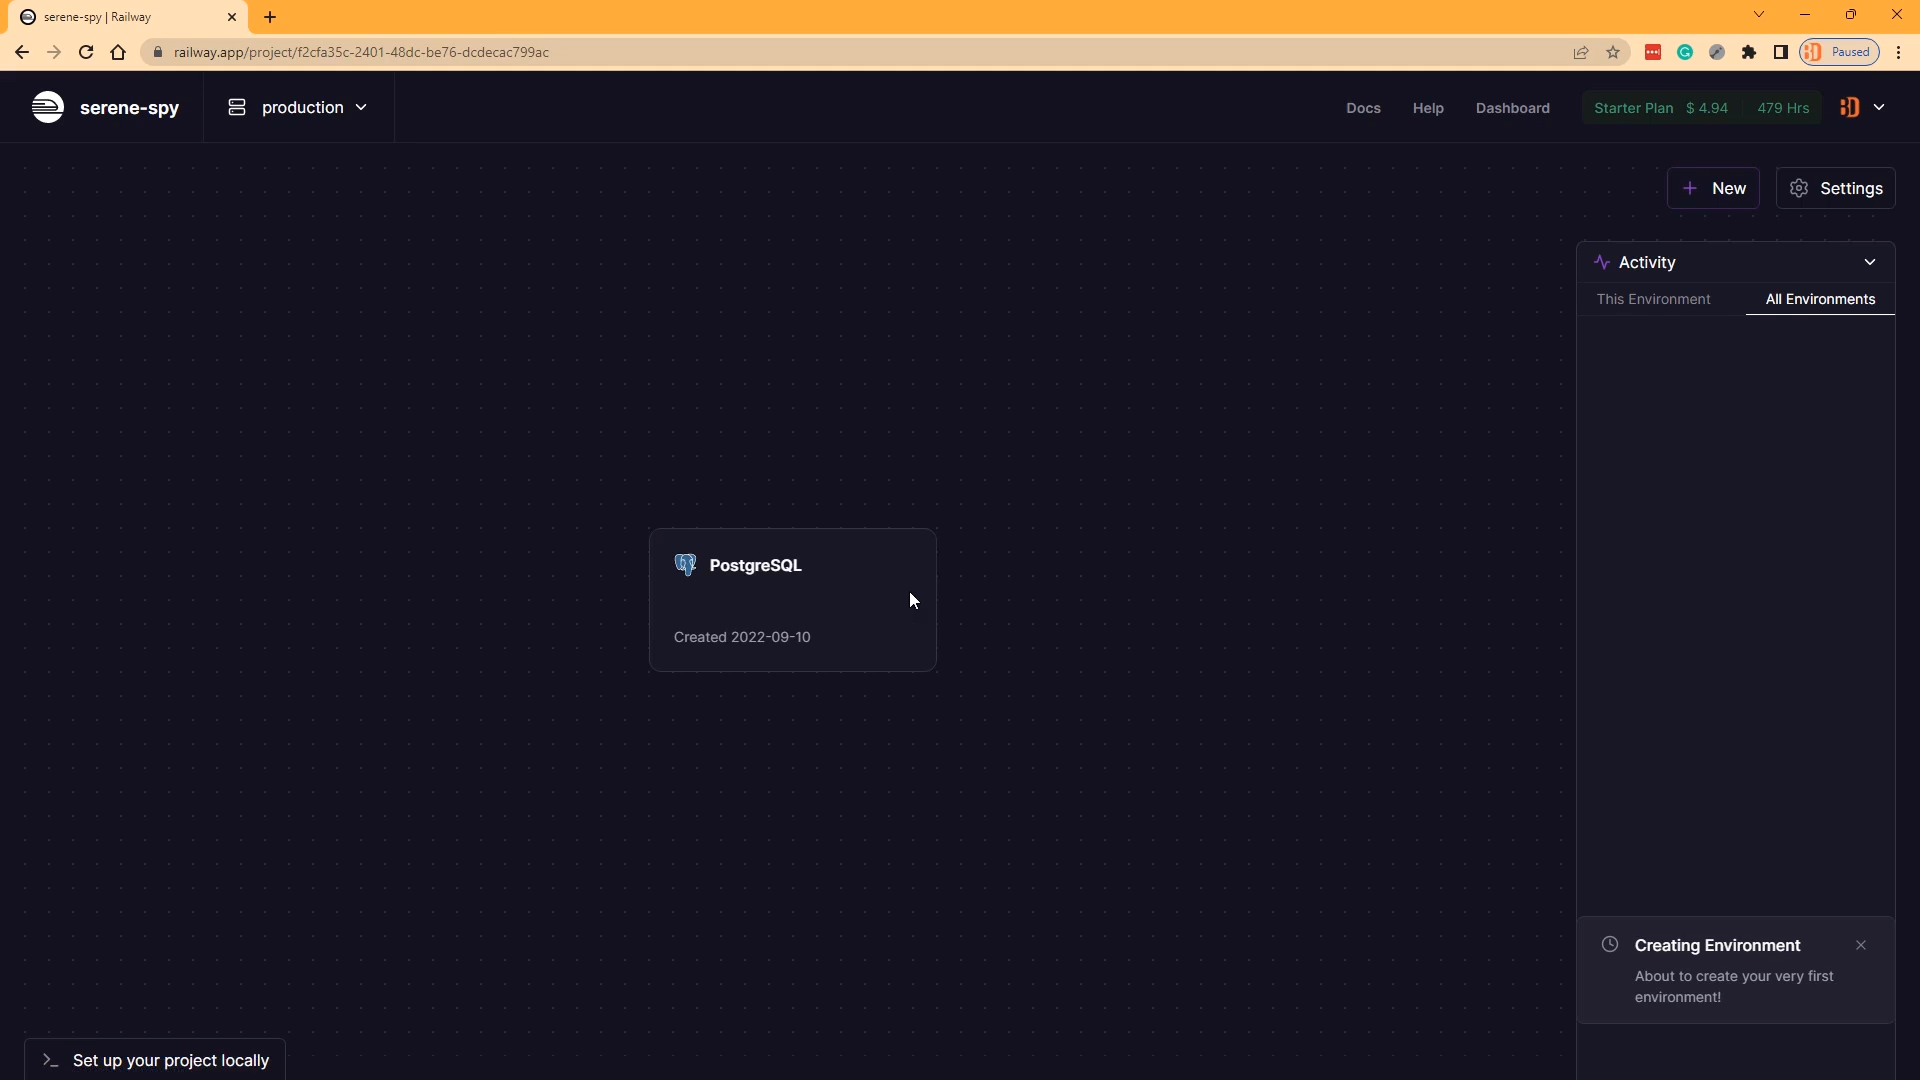 serene-spy | Railway
railway.app/project/f2cfa35c-2401-48dc-be76-dcdecac799ac
Paused
serene-spy
production
Docs
Help
Dashboard
Starter Plan $ 4.94 479 Hrs
New
Settings
Activity
This Environment
All Environments
PostgreSQL
Created 2022-09-10
Creating Environment
About to create your very first
environment!
Set up your project locally